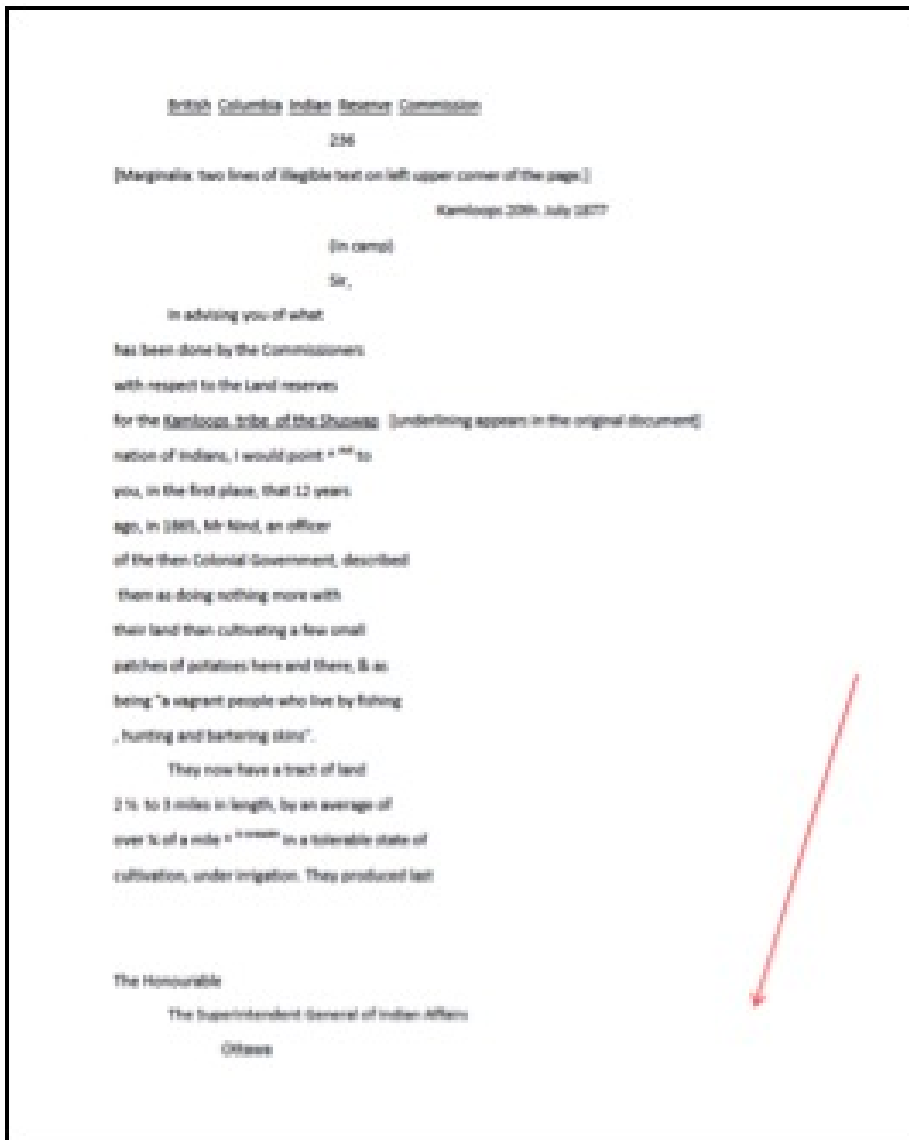 British Columbia Indian Reserve Commission
236
[Marginalia: two lines of illegible text on left upper corner of the page.]
Kamloops 20th July 1877
(In camp)
Sir,
In advising you of what
has been done by the Commissioners
with respect to the Land reserves
for the Kamloops tribe of the Shuswap [underlining appears in the original document]
nation of Indians, I would point ^ out to
you, in the first place, that 12 years
ago, in 1865, Mr Nind, an officer
of the then Colonial Government, described
them as doing nothing more with
their land than cultivating a few small
patches of potatoes here and there, & as
being "a vagrant people who live by fishing
, hunting and bartering skins".
They now have a tract of land
2 ½ to 3 miles in length, by an average of
over ¼ of a mile ^ in a tolerable state of
cultivation, under irrigation. They produced last
The Honourable
The Superintendent General of Indian Affairs
Ottawa